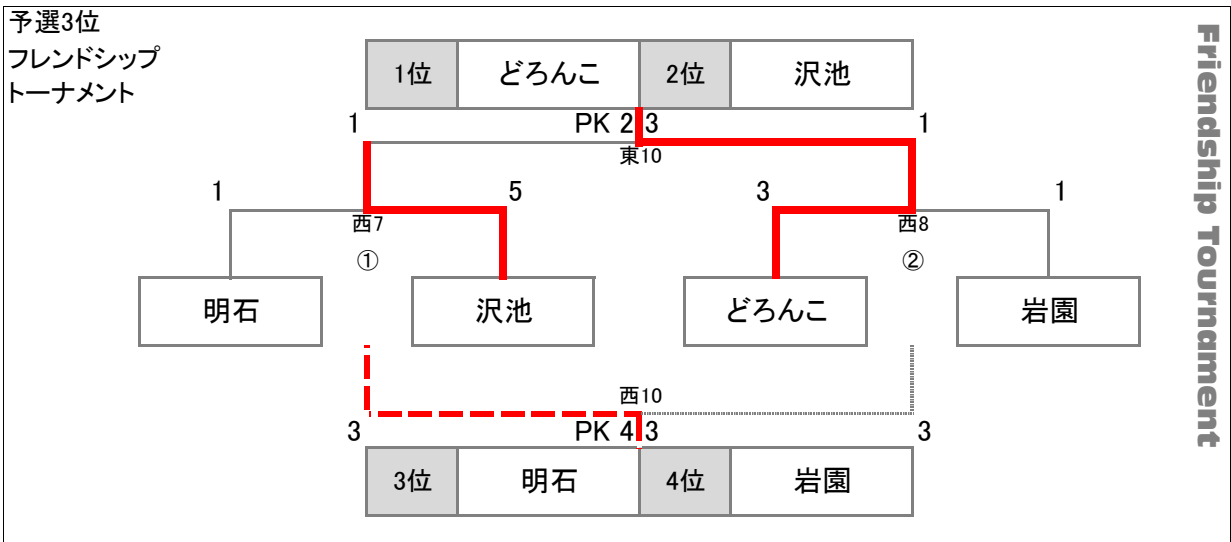 予選3位
フレンドシップ
トーナメント
1位 どろんこ 2位 沢池
1 PK 2 3 1
東10
1 5 3 1
西7 西8
① ②
明石 沢池 どろんこ 岩園
西10
3 PK 4 3 3
3位 明石 4位 岩園
Friendship Tournament